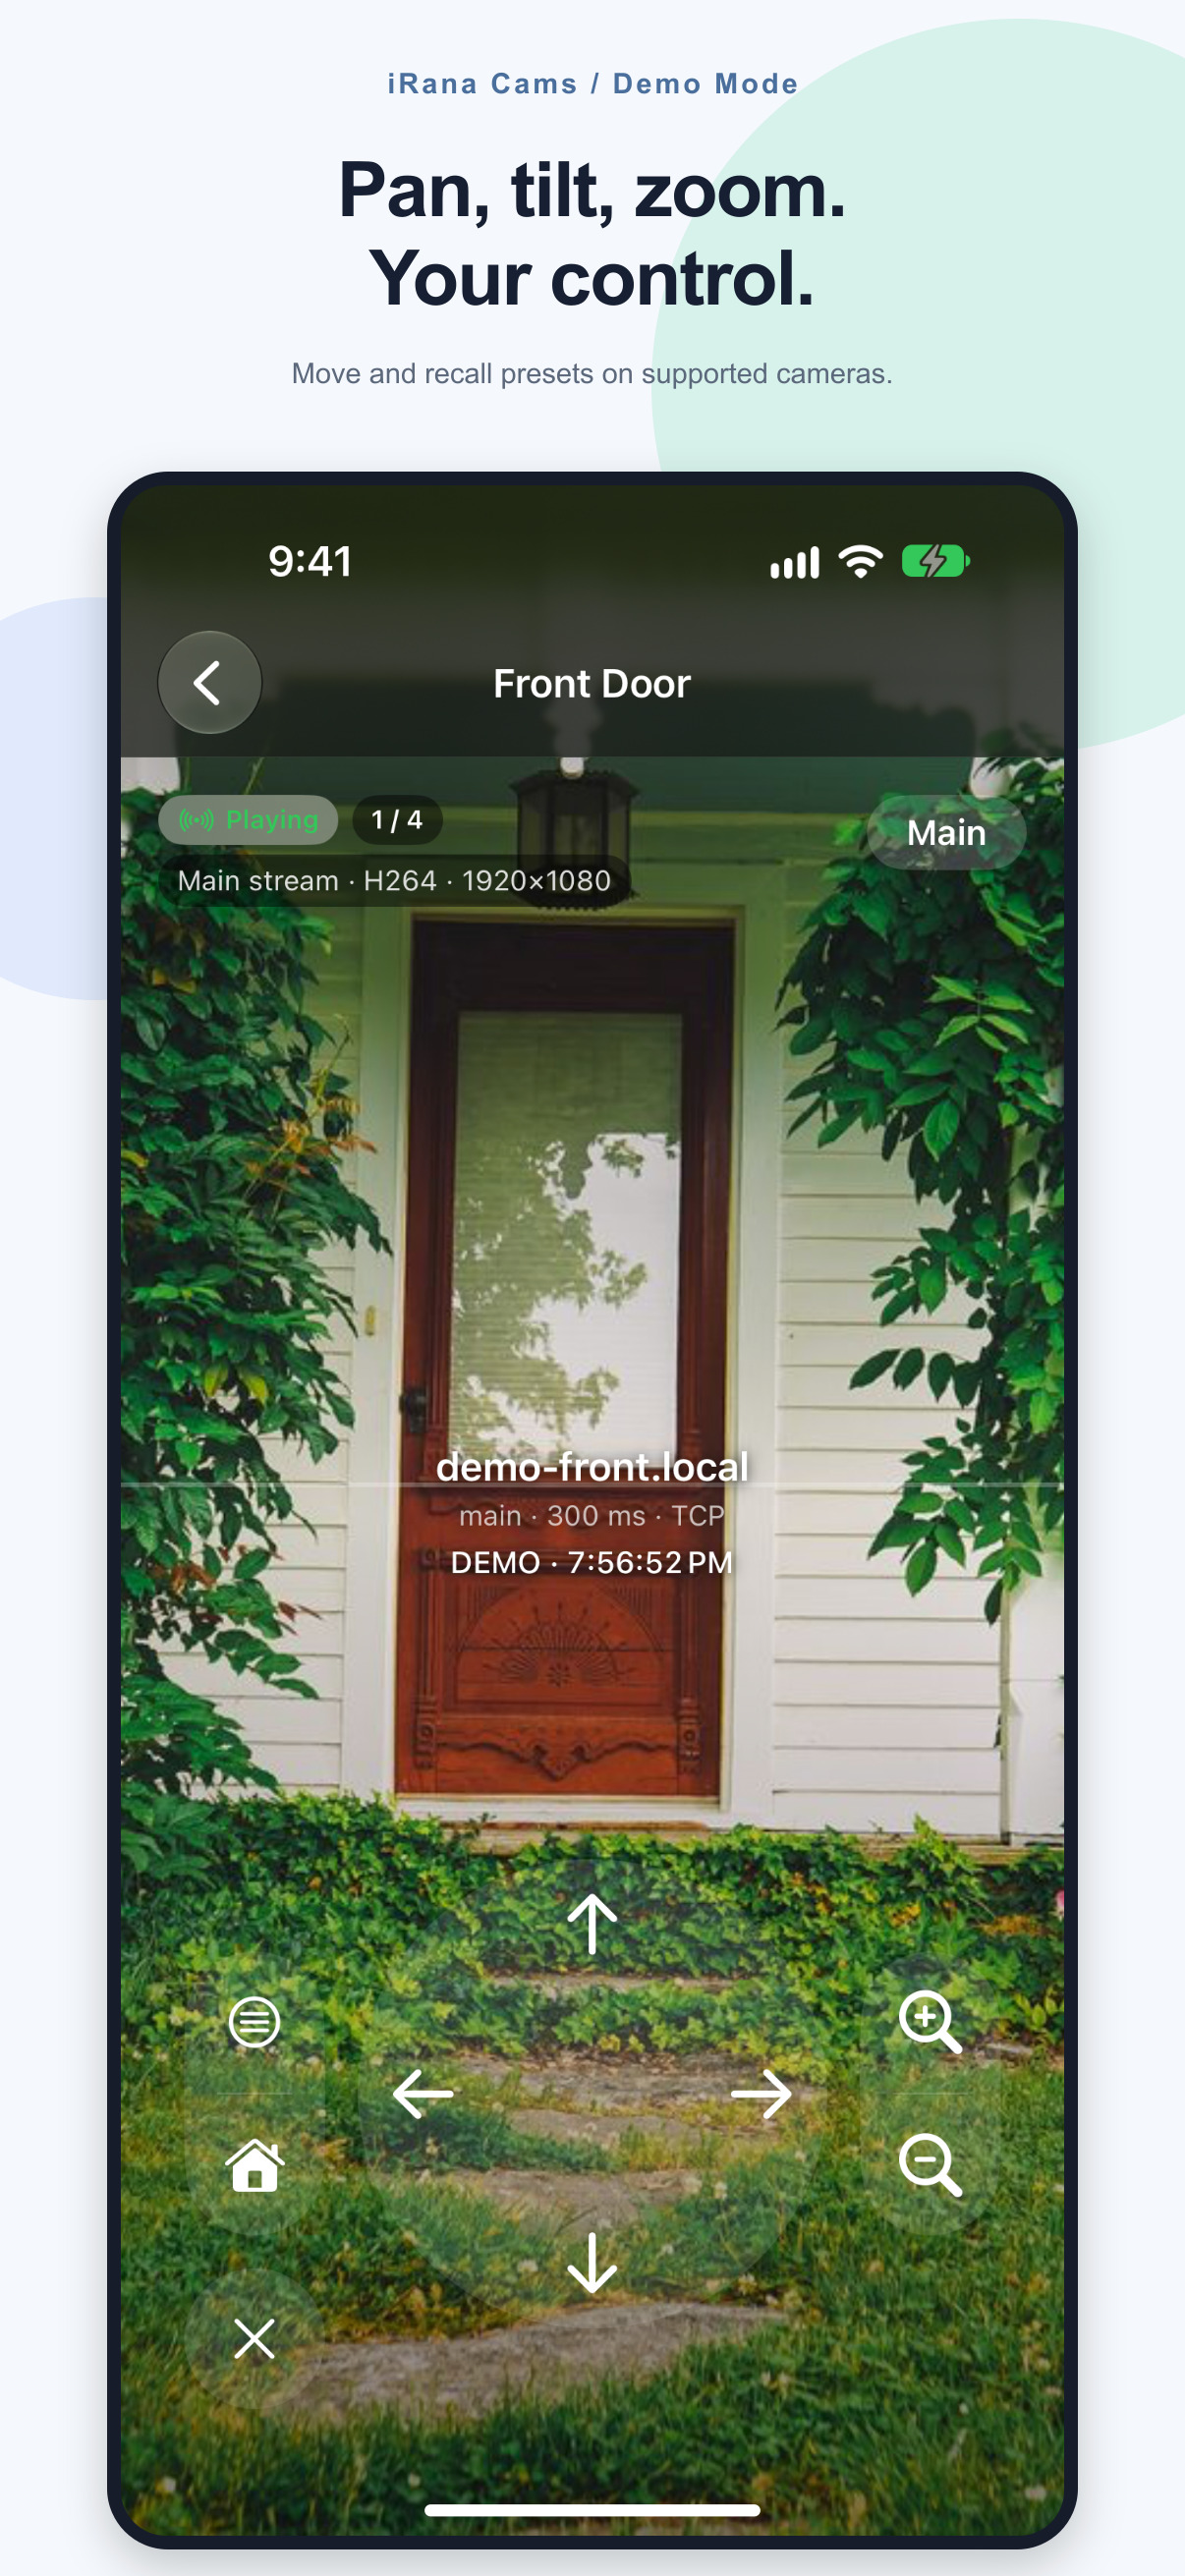 iRana Cams / Demo Mode
Pan, tilt, zoom.
Your control.
Move and recall presets on supported cameras.
9:41
Front Door
Playing
1 / 4
Main
Main stream · H264 · 1920×1080
demo-front.local
main · 300 ms · TCP
DEMO · 7:56:52 PM